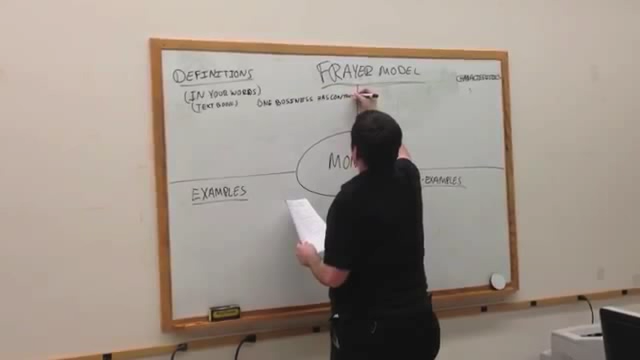 FRAYER MODEL
DEFINITIONS
(IN YOUR WORDS)
(TEXT BOOK) ONE BUSINESS HAS CONT
CHARACTERISTICS
MON
EXAMPLES
-EXAMPLES